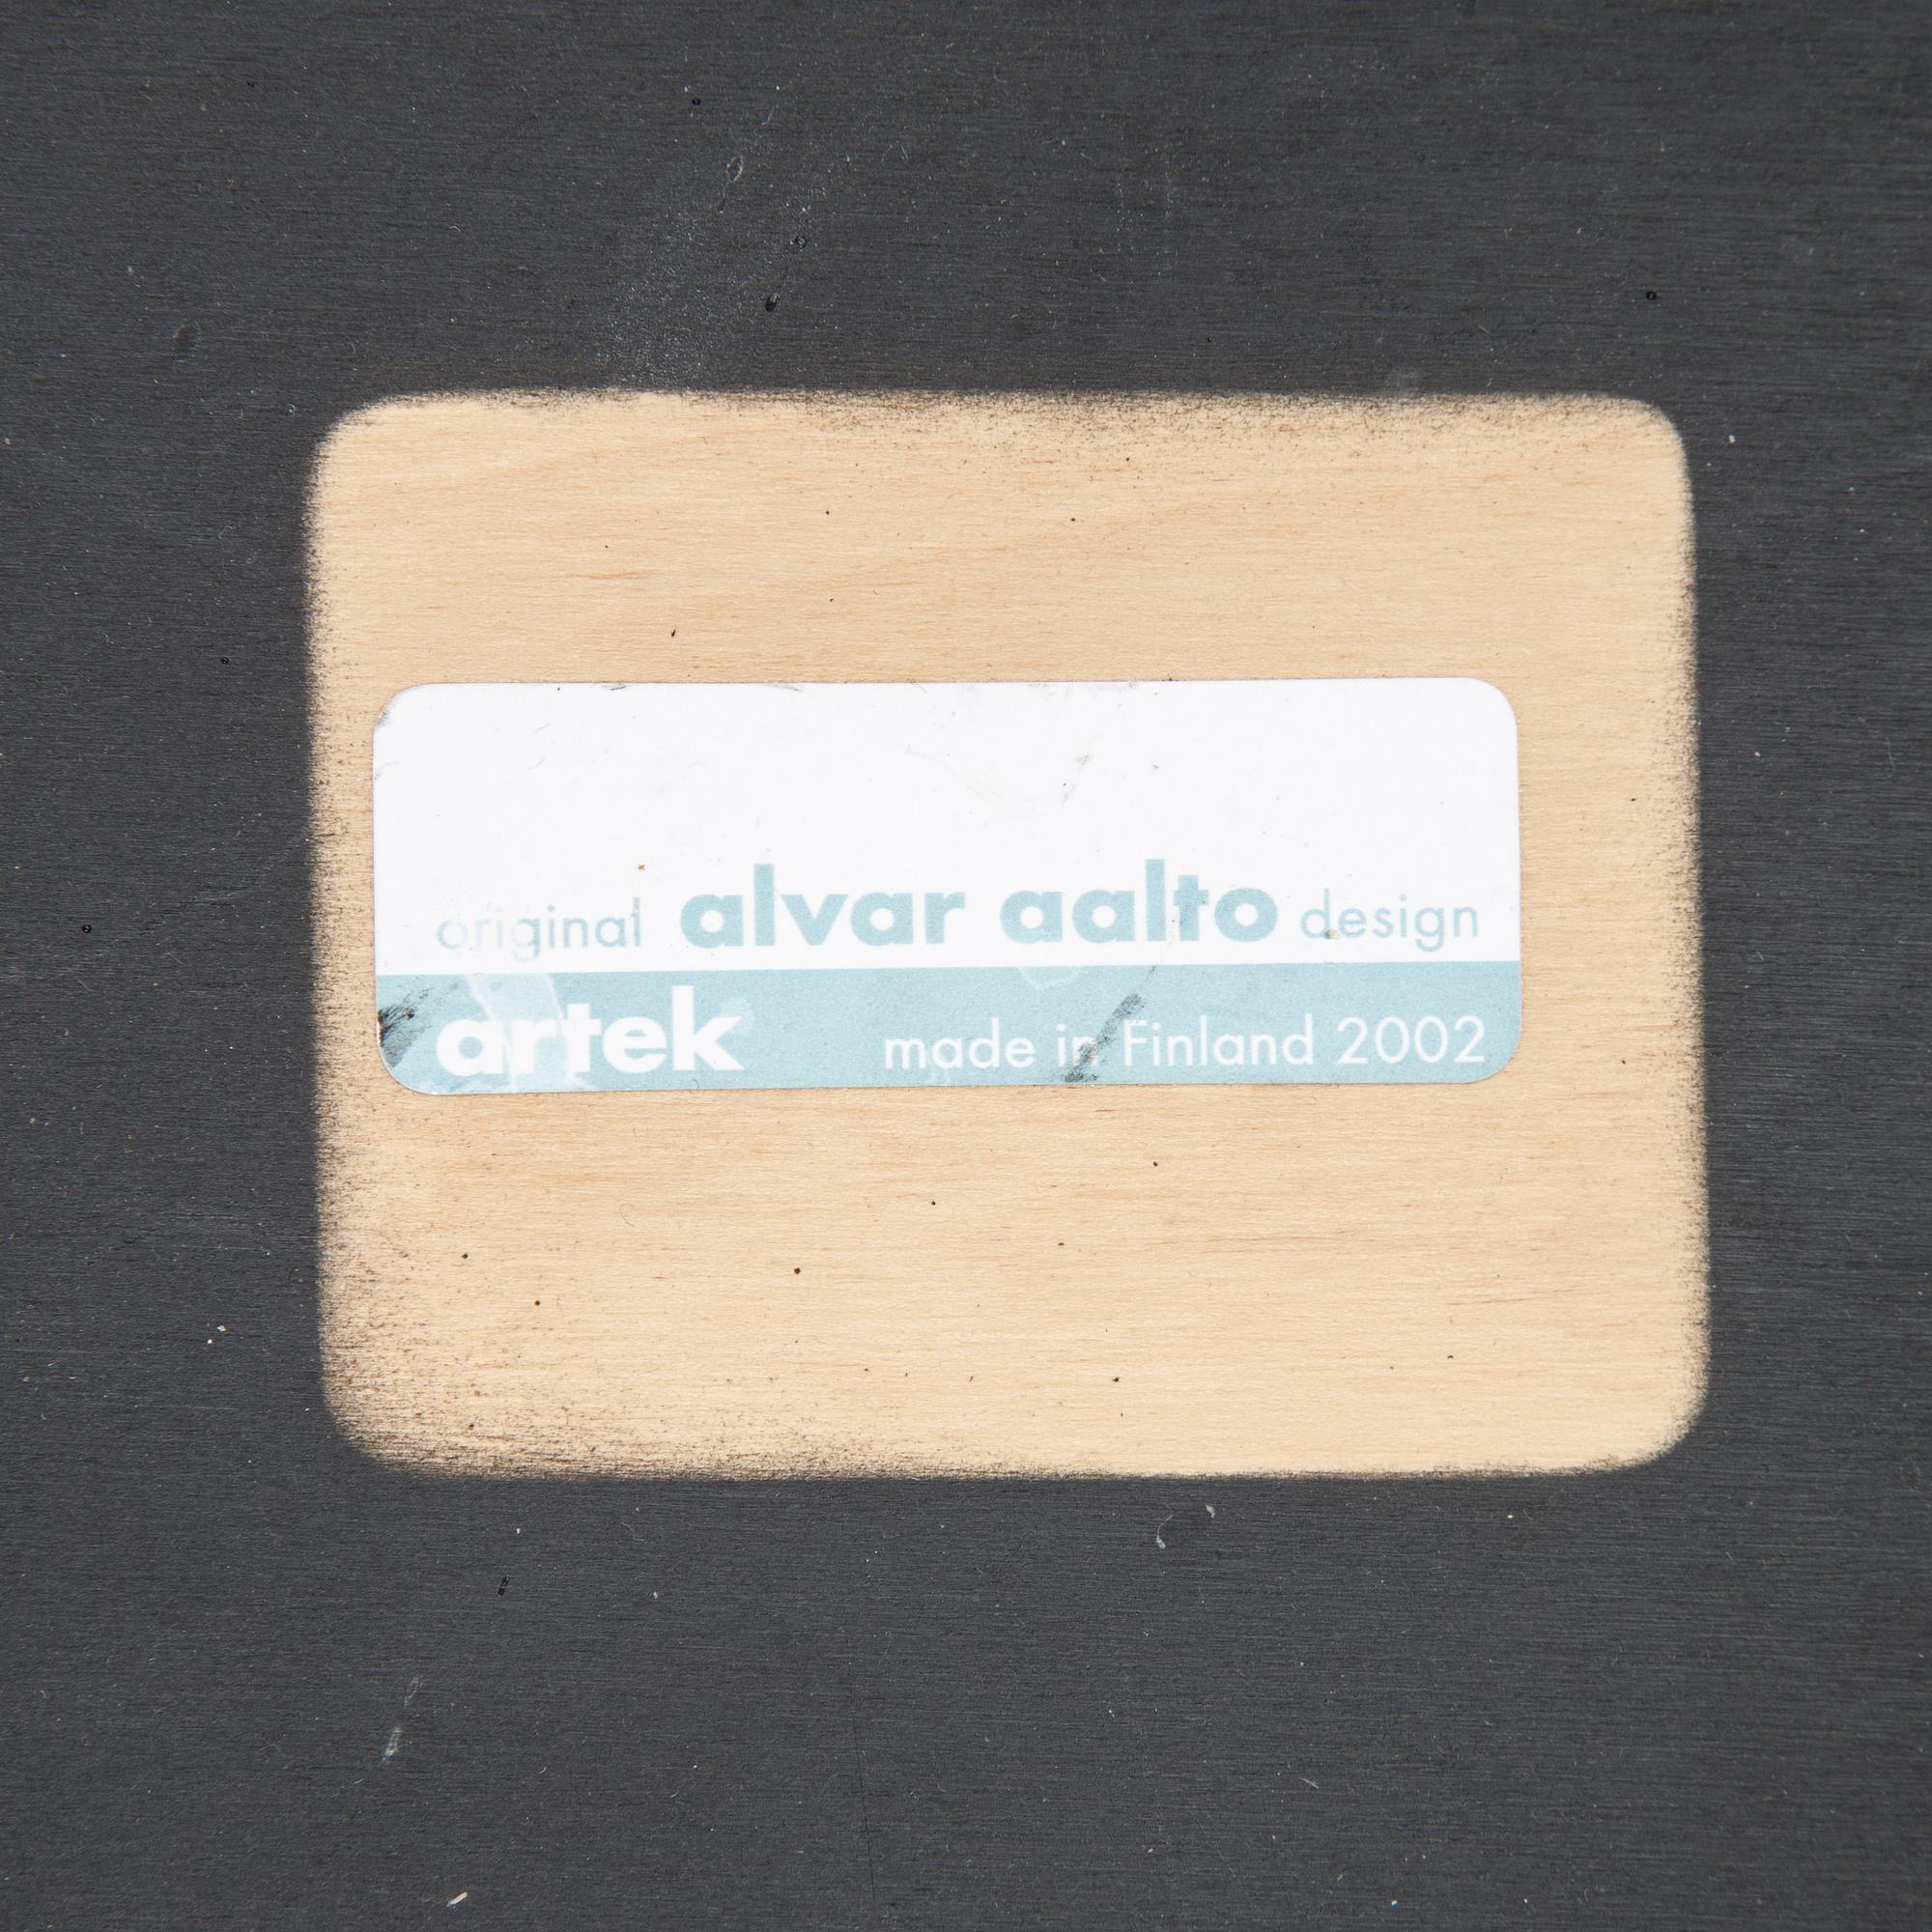 original alvar aalto design
artek made in Finland 2002